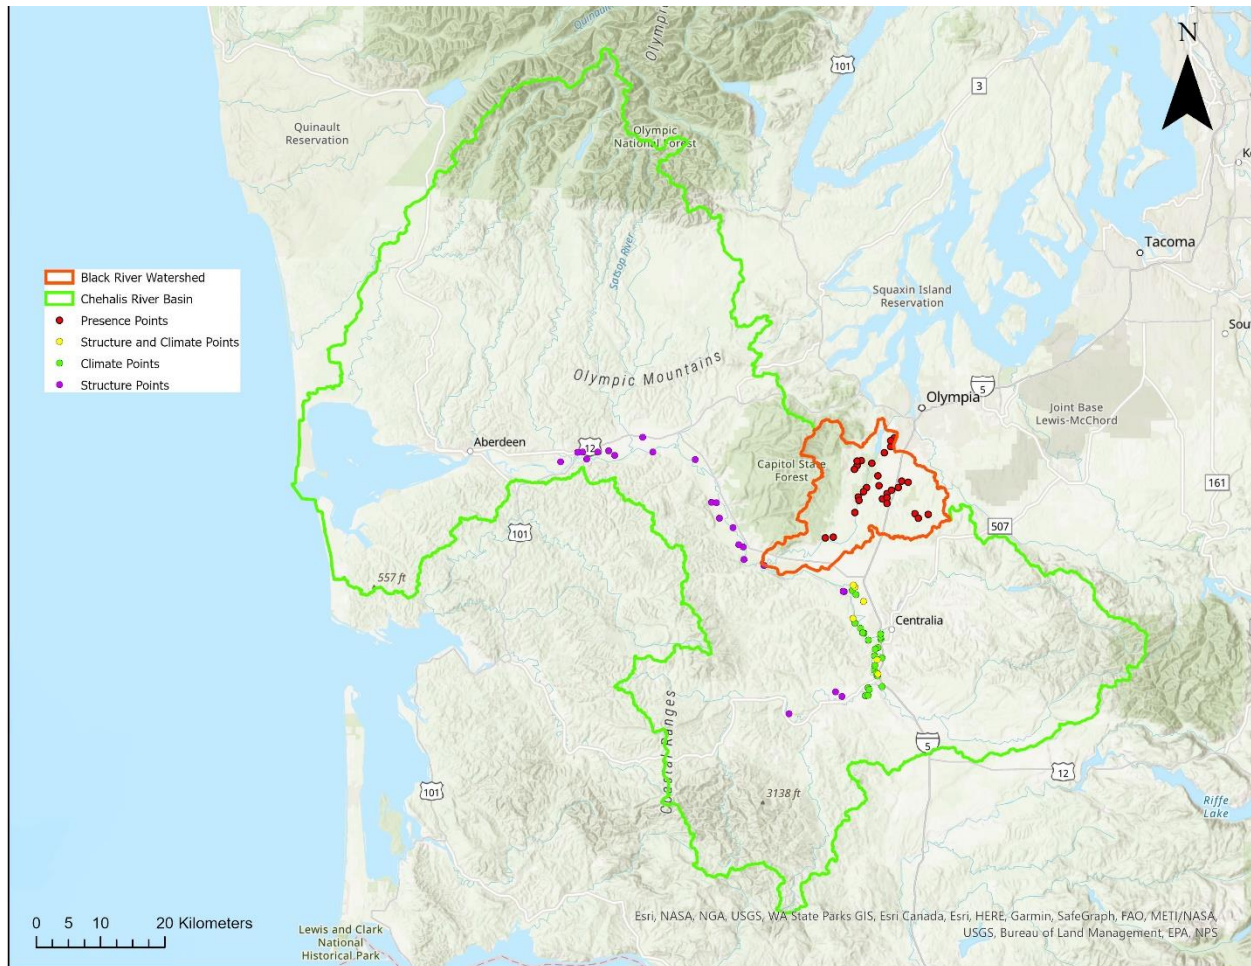 Quinault
Olympic
N
101
3
Quinault
Reservation
Olympic
National Forest
Tacoma
Satsop River
Squaxin Island
Reservation
Black River Watershed
Chehalis River Basin
Presence Points
Structure and Climate Points
Climate Points
Structure Points
Olympic Mountains
5
Olympia
Joint Base
Lewis-McChord
Aberdeen
12
Capitol State
Forest
161
101
507
557 ft
Centralia
Coastal Ranges
5
12
101
3138 ft
Riffe
Lake
0 5 10 20 Kilometers
Lewis and Clark
National
Historical Park
Esri, NASA, NGA, USGS, WA State Parks GIS, Esri Canada, Esri, HERE, Garmin, SafeGraph, FAO, METI/NASA,
USGS, Bureau of Land Management, EPA, NPS